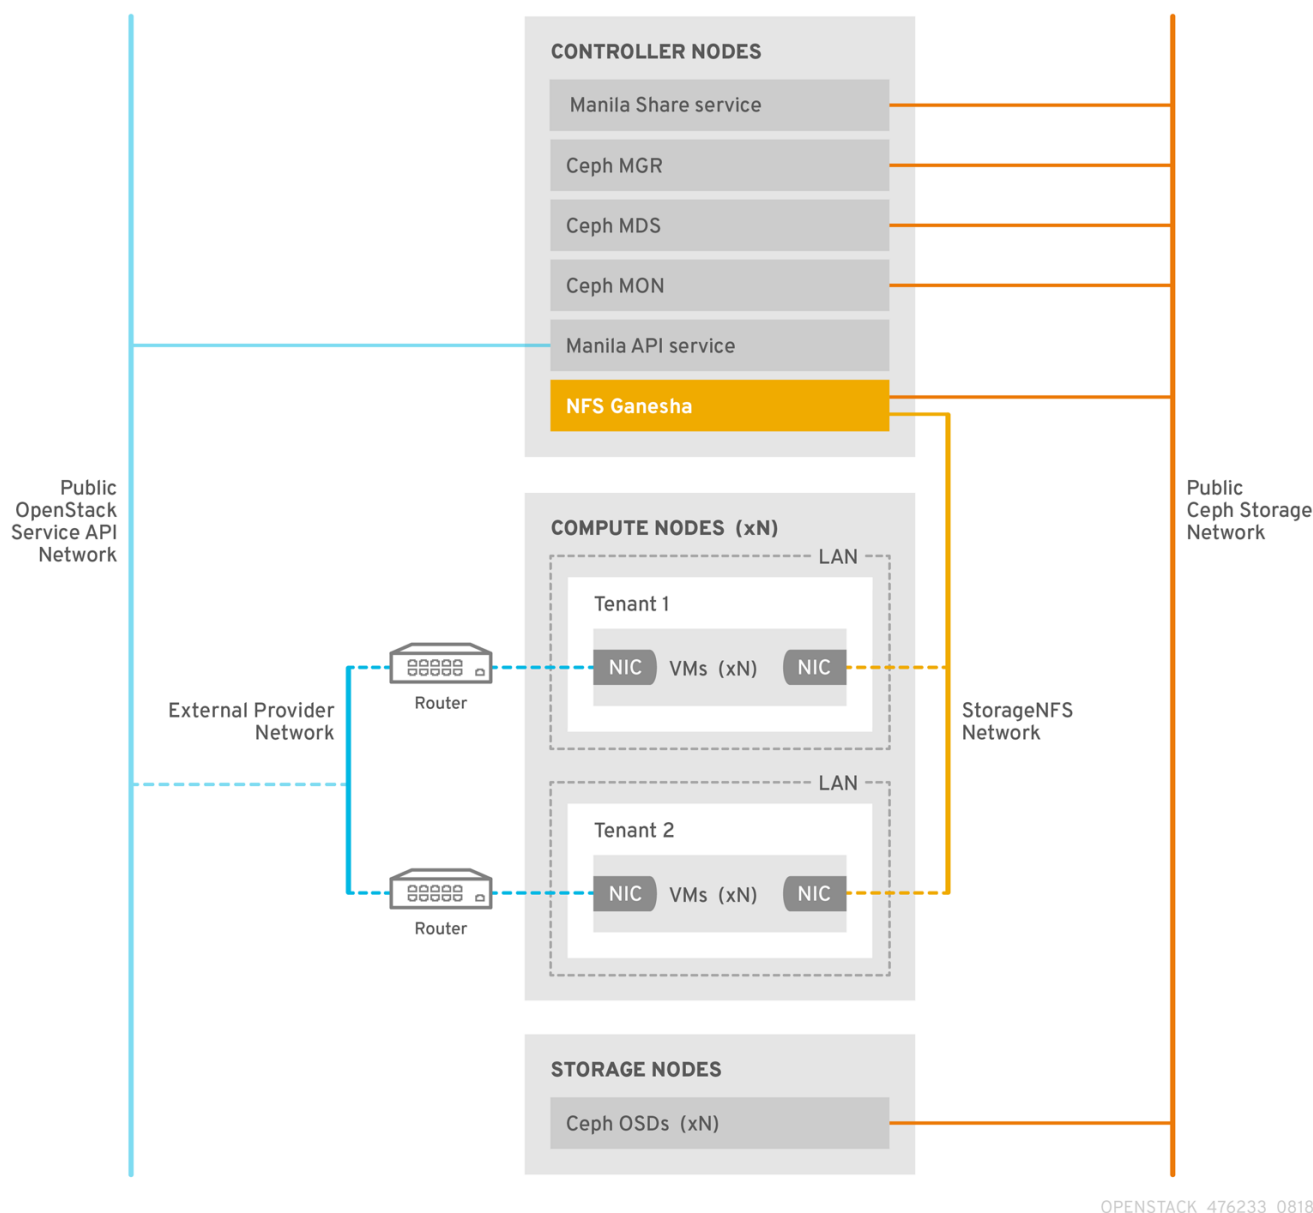 CONTROLLER NODES
Manila Share service
Ceph MGR
Ceph MDS
Ceph MON
Manila API service
NFS Ganesha
Public
OpenStack
Service API
Network
Public
Ceph Storage
Network
COMPUTE NODES (xN)
LAN
Tenant 1
NIC VMs (xN) NIC
Router
External Provider
Network
StorageNFS
Network
LAN
Tenant 2
NIC VMs (xN) NIC
Router
STORAGE NODES
Ceph OSDs (xN)
OPENSTACK 476233 0818